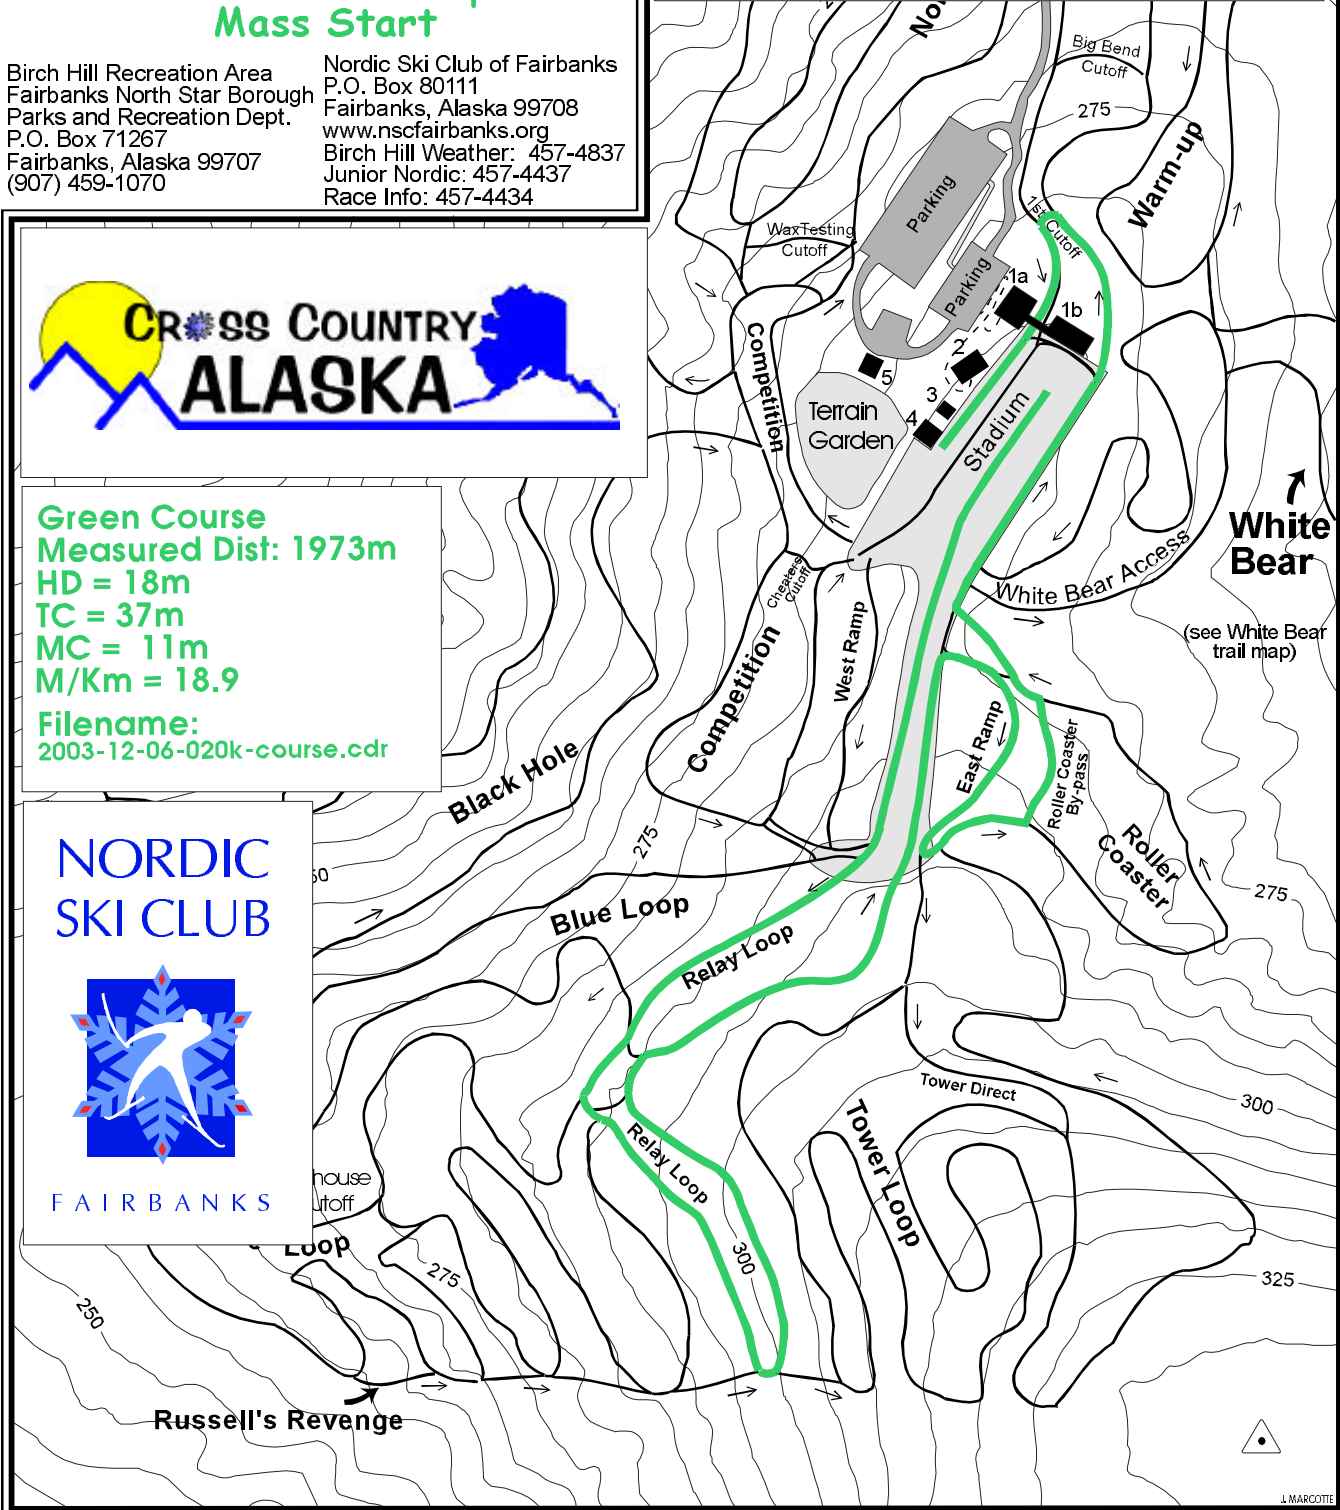 Mass Start
Birch Hill Recreation Area
Fairbanks North Star Borough
Parks and Recreation Dept.
P.O. Box 71267
Fairbanks, Alaska 99707
(907) 459-1070
Nordic Ski Club of Fairbanks
P.O. Box 80111
Fairbanks, Alaska 99708
www.nscfairbanks.org
Birch Hill Weather: 457-4837
Junior Nordic: 457-4437
Race Info: 457-4434
CROSS COUNTRY
ALASKA
Green Course
Measured Dist: 1973m
HD = 18m
TC = 37m
MC = 11m
M/Km = 18.9
Filename:
2003-12-06-020k-course.cdr
NORDIC
SKI CLUB
FAIRBANKS
Big Bend
Cutoff
275
Warm-up
Parking
1st Cutoff
Wax Testing
Cutoff
Parking
1a
1b
2
3
4
5
Competition
Terrain
Garden
Stadium
White
Bear
(see White Bear
trail map)
White Bear Access
Cheaters
Cutoff
West Ramp
Competition
East Ramp
Roller Coaster
By-pass
Roller
Coaster
Black Hole
275
275
Blue Loop
Relay Loop
Tower Direct
300
Tower Loop
Relay Loop
300
325
Loop
275
250
Russell's Revenge
J. MARCOTTE